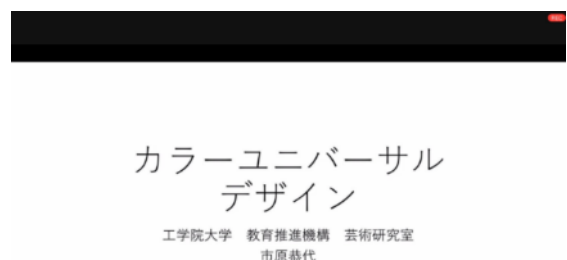 カラーユニバーサル
デザイン
工学院大学　教育推進機構　芸術研究室
市原恭代